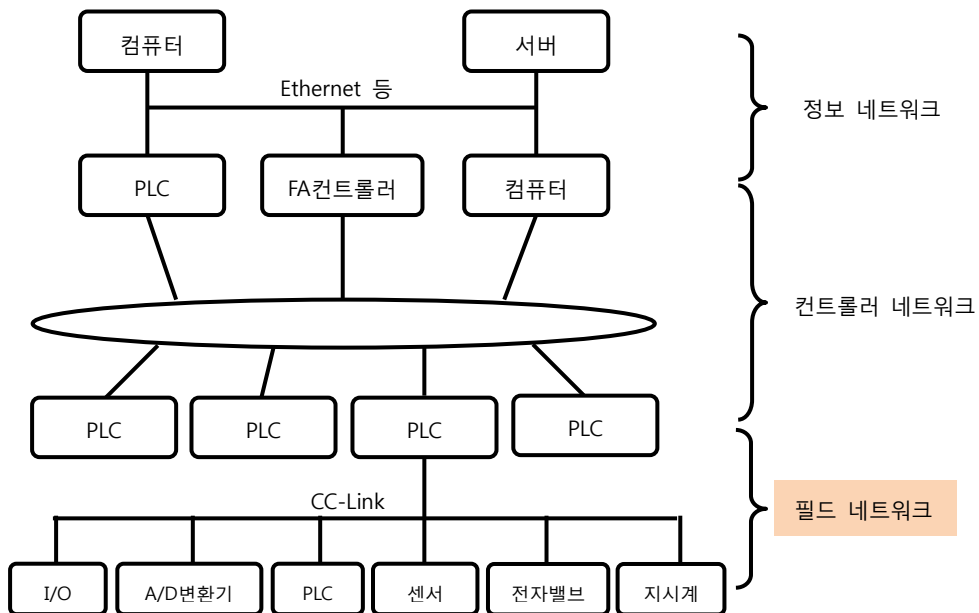 컴퓨터
서버
Ethernet 등
정보 네트워크
PLC
FA컨트롤러
컴퓨터
컨트롤러 네트워크
PLC
PLC
PLC
PLC
CC-Link
필드 네트워크
I/O
A/D변환기
PLC
센서
전자밸브
지시계